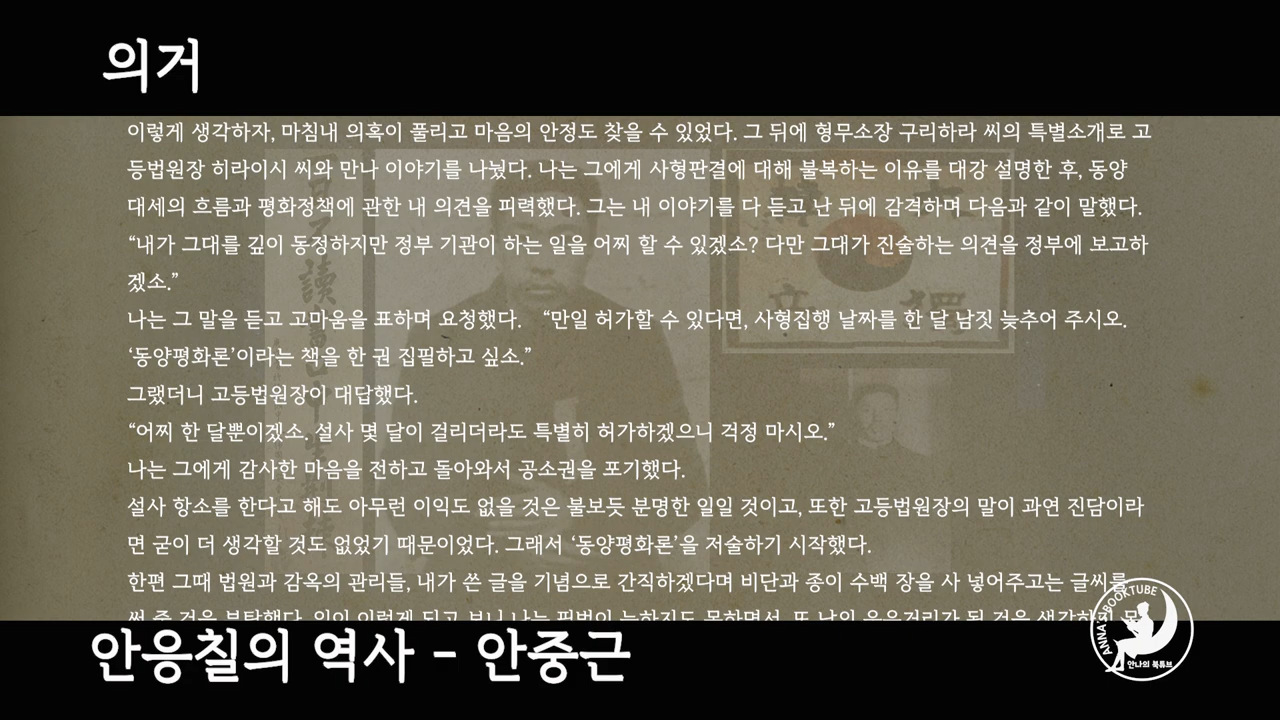 의거
이렇게 생각하자, 마침내 의혹이 풀리고 마음의 안정도 찾을 수 있었다. 그 뒤에 형무소장 구리하라 씨의 특별소개로 고
등법원장 히라이시 씨와 만나 이야기를 나눴다. 나는 그에게 사형판결에 대해 불복하는 이유를 대강 설명한 후, 동양
대세의 흐름과 평화정책에 관한 내 의견을 피력했다. 그는 내 이야기를 다 듣고 난 뒤에 감격하며 다음과 같이 말했다.
“내가 그대를 깊이 동정하지만 정부 기관이 하는 일을 어찌 할 수 있겠소? 다만 그대가 진술하는 의견을 정부에 보고하
겠소.”
나는 그 말을 듣고 고마움을 표하며 요청했다. “만일 허가할 수 있다면, 사형집행 날짜를 한 달 남짓 늦추어 주시오.
‘동양평화론’이라는 책을 한 권 집필하고 싶소.”
그랬더니 고등법원장이 대답했다.
“어찌 한 달뿐이겠소. 설사 몇 달이 걸리더라도 특별히 허가하겠으니 걱정 마시오.”
나는 그에게 감사한 마음을 전하고 돌아와서 공소권을 포기했다.
설사 항소를 한다고 해도 아무런 이익도 없을 것은 불보듯 분명한 일일 것이고, 또한 고등법원장의 말이 과연 진담이라
면 굳이 더 생각할 것도 없었기 때문이었다. 그래서 ‘동양평화론’을 저술하기 시작했다.
한편 그때 법원과 감옥의 관리들, 내가 쓴 글을 기념으로 간직하겠다며 비단과 종이 수백 장을 사 넣어주고는 글씨를
안응칠의 역사 - 안중근
ANNA'S BOOKTUBE
안나의 북튜브